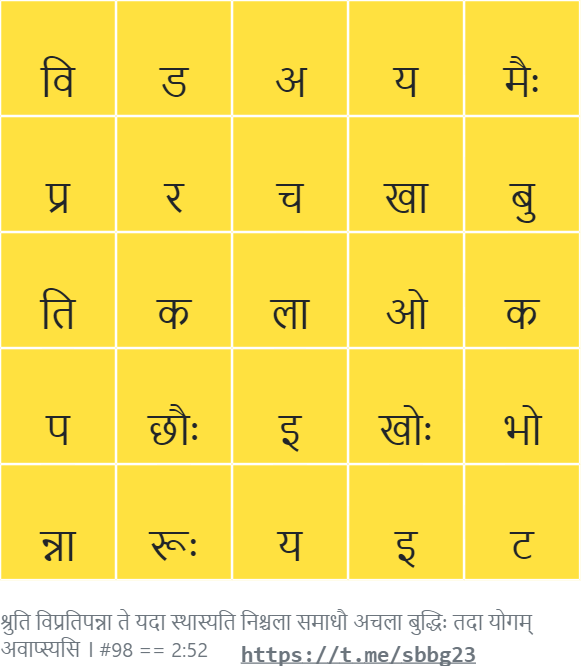 वि ड अ य मैः
प्र र च खा बु
ति क ला ओ क
प छौः इ खोः भो
न्ना रूः य इ ट
श्रुति विप्रतिपन्ना ते यदा स्थास्यति निश्चला समाधौ अचला बुद्धिः तदा योगम्
अवाप्स्यसि । #98 == 2:52 https://t.me/sbbg23